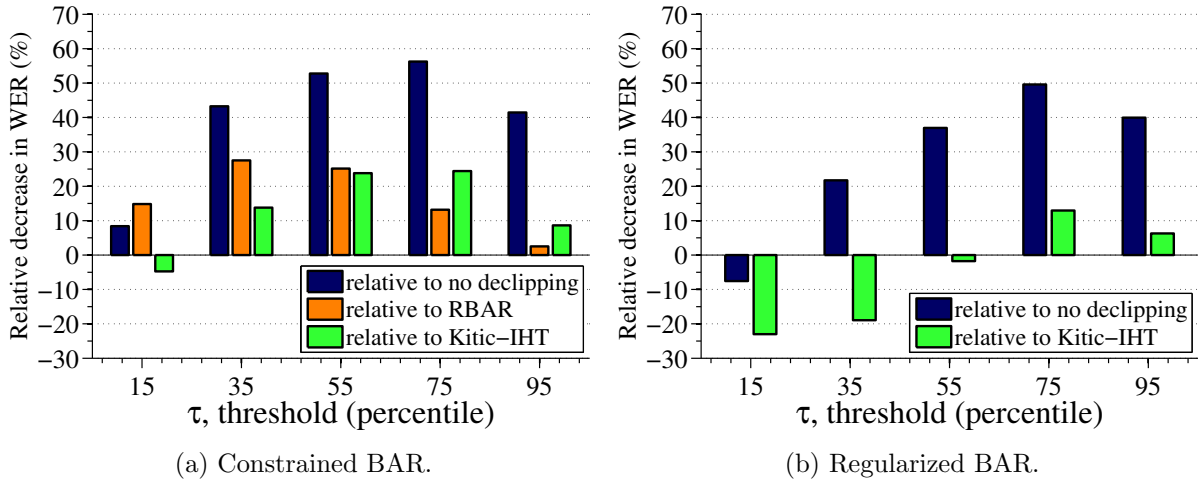 70
60
50
40
30
20
10
0
−10
−20
−30
Relative decrease in WER (%)
relative to no declipping
relative to RBAR
relative to Kitic−IHT
15 35 55 75 95
τ, threshold (percentile)
(a) Constrained BAR.
70
60
50
40
30
20
10
0
−10
−20
−30
Relative decrease in WER (%)
relative to no declipping
relative to Kitic−IHT
15 35 55 75 95
τ, threshold (percentile)
(b) Regularized BAR.